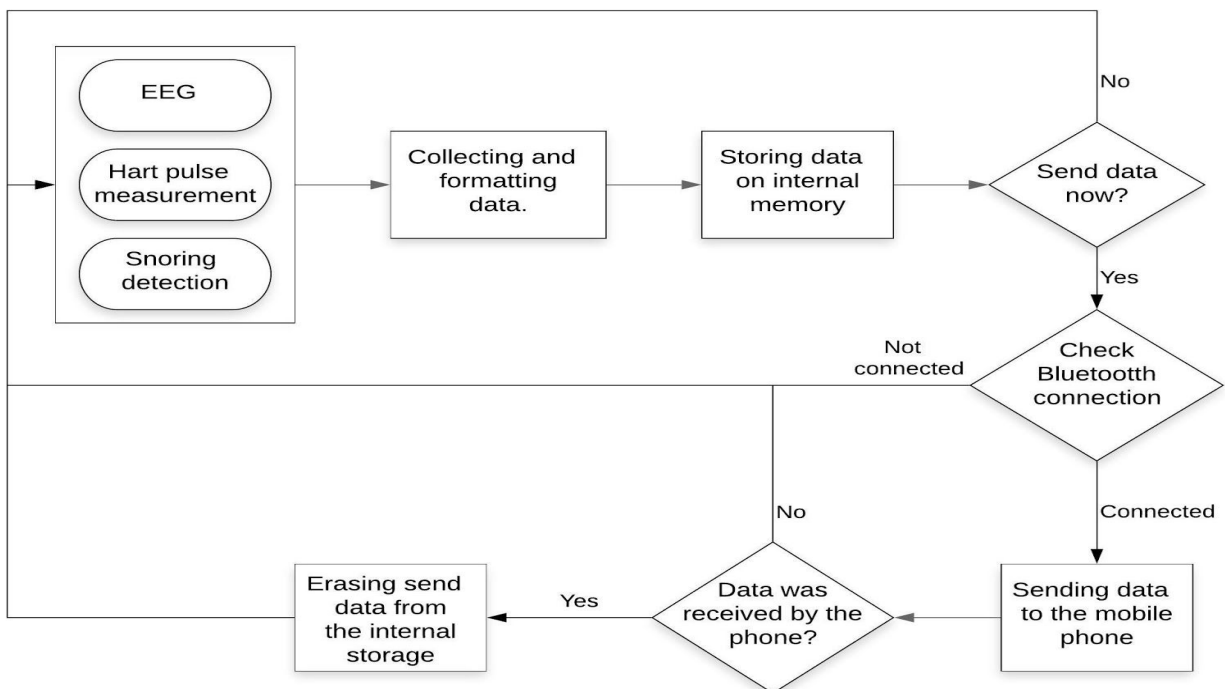 EEG
Hart pulse
measurement
Snoring
detection
Collecting and
formatting
data.
Storing data
on internal
memory
Send data
now?
No
Yes
Check
Bluetootth
connection
Not
connected
Connected
Sending data
to the mobile
phone
Data was
received by the
phone?
No
Yes
Erasing send
data from
the internal
storage